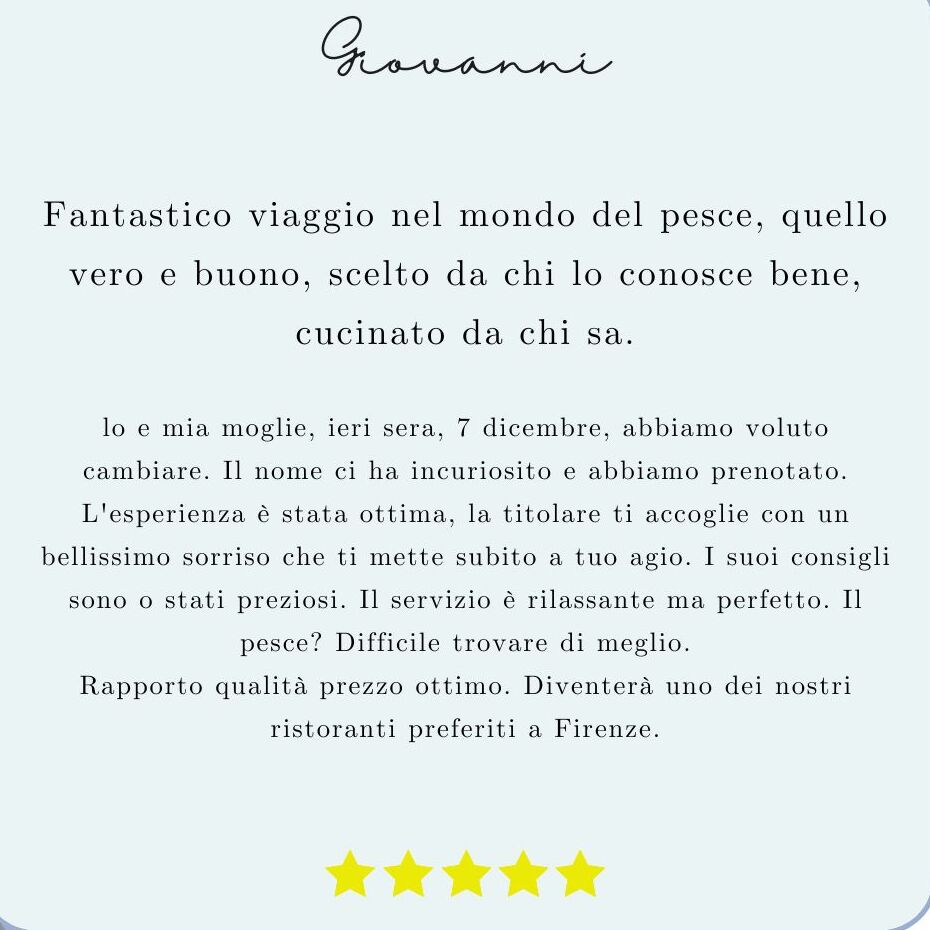 Giovanni
Fantastico viaggio nel mondo del pesce, quello
vero e buono, scelto da chi lo conosce bene,
cucinato da chi sa.
lo e mia moglie, ieri sera, 7 dicembre, abbiamo voluto
cambiare. Il nome ci ha incuriosito e abbiamo prenotato.
L'esperienza è stata ottima, la titolare ti accoglie con un
bellissimo sorriso che ti mette subito a tuo agio. I suoi consigli
sono o stati preziosi. Il servizio è rilassante ma perfetto. Il
pesce? Difficile trovare di meglio.
Rapporto qualità prezzo ottimo. Diventerà uno dei nostri
ristoranti preferiti a Firenze.